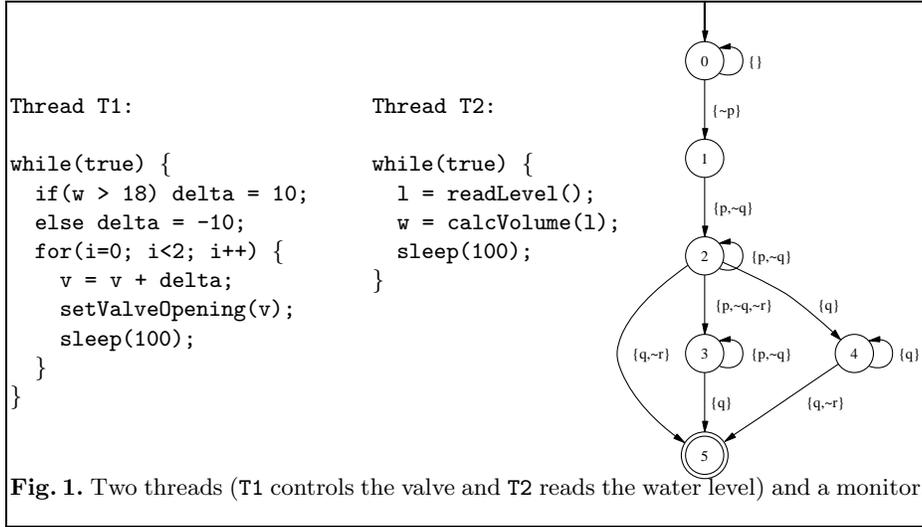 Thread T1:
while(true) {
if(w > 18) delta = 10;
else delta = -10;
for(i=0; i<2; i++) {
v = v + delta;
setValveOpening(v);
sleep(100);
}
}
Thread T2:
while(true) {
l = readLevel();
w = calcVolume(l);
sleep(100);
}
0
{}
{~p}
1
{p,~q}
2
{p,~q}
{p,~q,~r}
{q}
{q,~r}
3
{p,~q}
4
{q}
{q}
{q,~r}
5
Fig. 1. Two threads (T1 controls the valve and T2 reads the water level) and a monitor